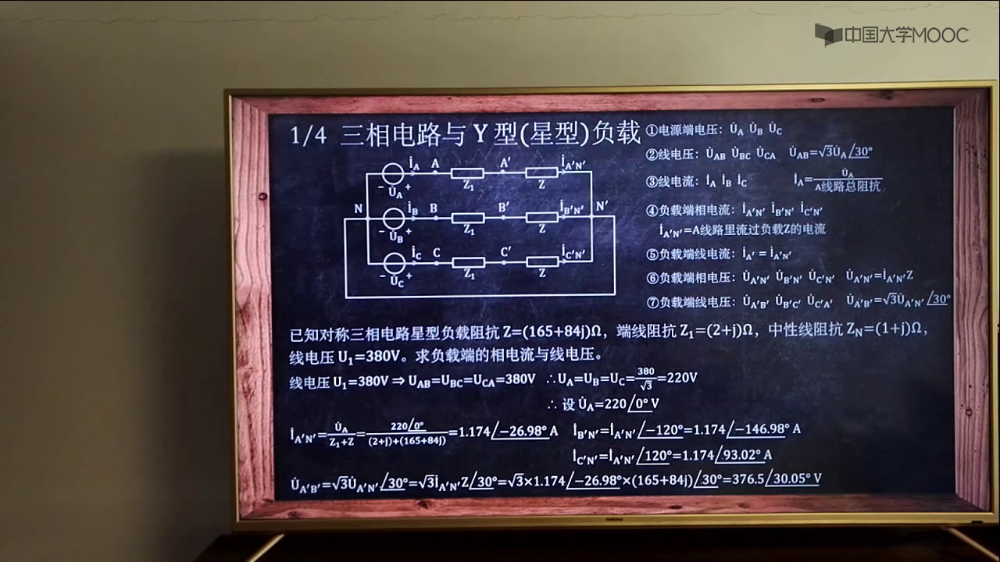 中国大学MOOC
1/4 三相电路与 Y 型(星型)负载
İA A A′ İA′N′
- U̇A + Z1 Z
N İB B B′ İB′N′ N′
- U̇B + Z1 Z
İC C C′ İC′N′
- U̇C + Z1 Z
①电源端电压：U̇A U̇B U̇C
②线电压：U̇AB U̇BC U̇CA U̇AB=√3U̇A/30°
③线电流：İA İB İC İA=U̇A/A线路总阻抗
④负载端相电流：İA′N′ İB′N′ İC′N′
İA′N′=A线路里流过负载Z的电流
⑤负载端线电流：İA′ = İA′N′
⑥负载端相电压：U̇A′N′ U̇B′N′ U̇C′N′ U̇A′N′=İA′N′Z
⑦负载端线电压：U̇A′B′ U̇B′C′ U̇C′A′ U̇A′B′=√3U̇A′N′/30°
已知对称三相电路星型负载阻抗 Z=(165+84j)Ω，端线阻抗 Z1=(2+j)Ω，中性线阻抗 ZN=(1+j)Ω，
线电压 U1=380V。求负载端的相电流与线电压。
线电压 U1=380V ⇒ UAB=UBC=UCA=380V ∴UA=UB=UC=380/√3=220V
∴ 设 U̇A=220/0° V
İA′N′=U̇A/(Z1+Z)=220/0°/((2+j)+(165+84j))=1.174/−26.98° A İB′N′=İA′N′/−120°=1.174/−146.98° A
İC′N′=İA′N′/120°=1.174/93.02° A
U̇A′B′=√3U̇A′N′/30°=√3İA′N′Z/30°=√3×1.174/−26.98°×(165+84j)/30°=376.5/30.05° V